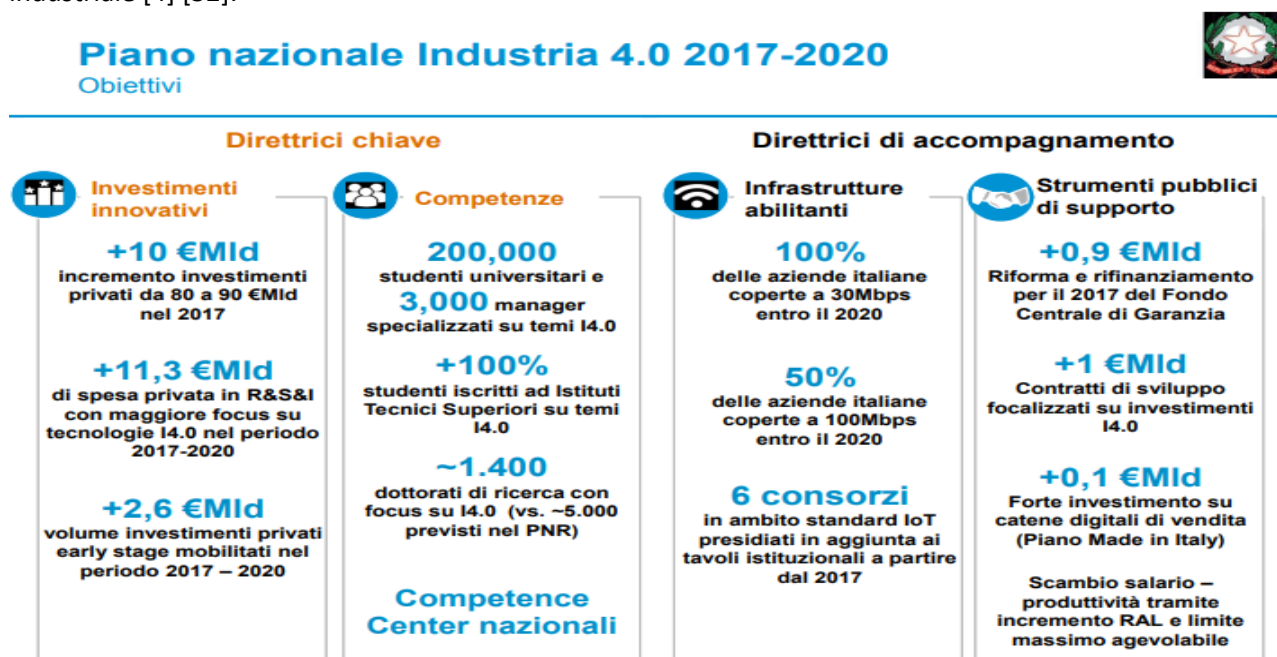 industriale [4] [32].
Piano nazionale Industria 4.0 2017-2020
Obiettivi
Direttrici chiave
Direttrici di accompagnamento
Investimenti
innovativi
+10 €Mld
incremento investimenti
privati da 80 a 90 €Mld
nel 2017
+11,3 €Mld
di spesa privata in R&S&I
con maggiore focus su
tecnologie I4.0 nel periodo
2017-2020
+2,6 €Mld
volume investimenti privati
early stage mobilitati nel
periodo 2017 – 2020
Competenze
200,000
studenti universitari e
3,000 manager
specializzati su temi I4.0
+100%
studenti iscritti ad Istituti
Tecnici Superiori su temi
I4.0
~1.400
dottorati di ricerca con
focus su I4.0 (vs. ~5.000
previsti nel PNR)
Competence
Center nazionali
Infrastrutture
abilitanti
100%
delle aziende italiane
coperte a 30Mbps
entro il 2020
50%
delle aziende italiane
coperte a 100Mbps
entro il 2020
6 consorzi
in ambito standard IoT
presidiati in aggiunta ai
tavoli istituzionali a partire
dal 2017
Strumenti pubblici
di supporto
+0,9 €Mld
Riforma e rifinanziamento
per il 2017 del Fondo
Centrale di Garanzia
+1 €Mld
Contratti di sviluppo
focalizzati su investimenti
I4.0
+0,1 €Mld
Forte investimento su
catene digitali di vendita
(Piano Made in Italy)
Scambio salario –
produttività tramite
incremento RAL e limite
massimo agevolabile